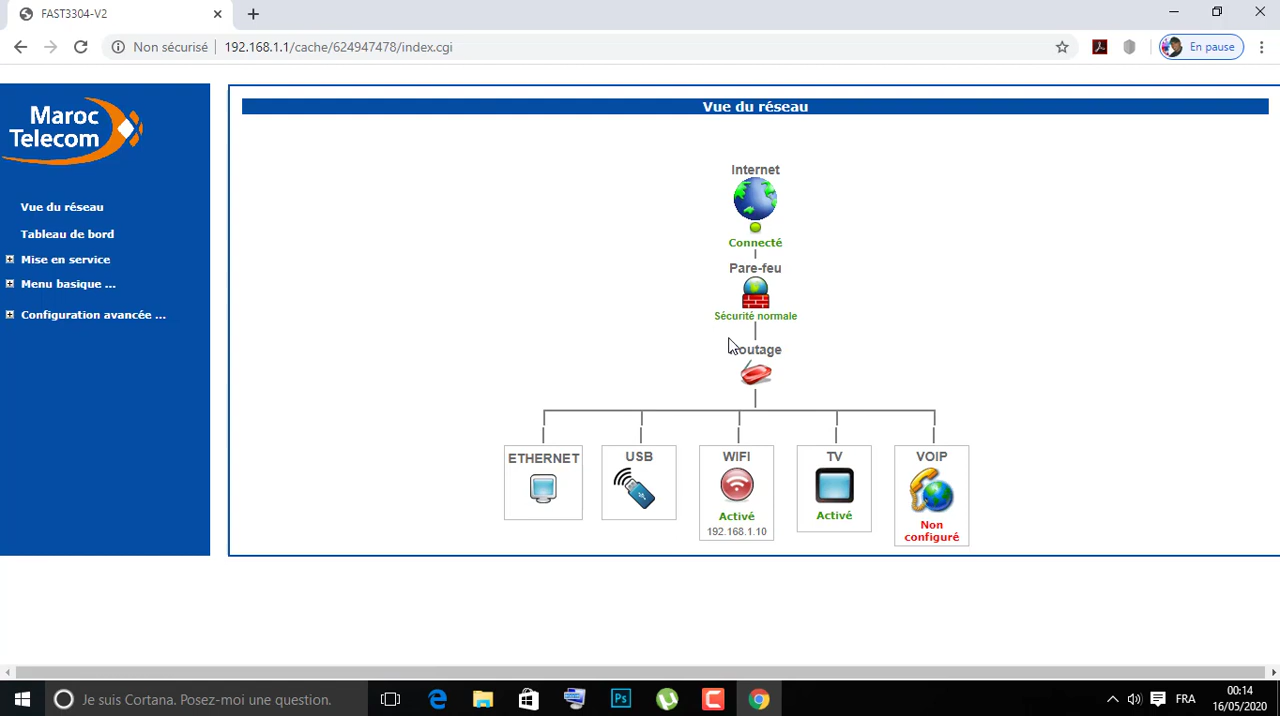 FAST3304-V2
Non sécurisé
192.168.1.1/cache/624947478/index.cgi
En pause
Maroc
Telecom
Vue du réseau
Tableau de bord
Mise en service
Menu basique ...
Configuration avancée ...
Vue du réseau
Internet
Connecté
Pare-feu
Sécurité normale
outage
ETHERNET
USB
WIFI
Activé
192.168.1.10
TV
Activé
VOIP
Non
configuré
Je suis Cortana. Posez-moi une question.
Ps
FRA
00:14
16/05/2020